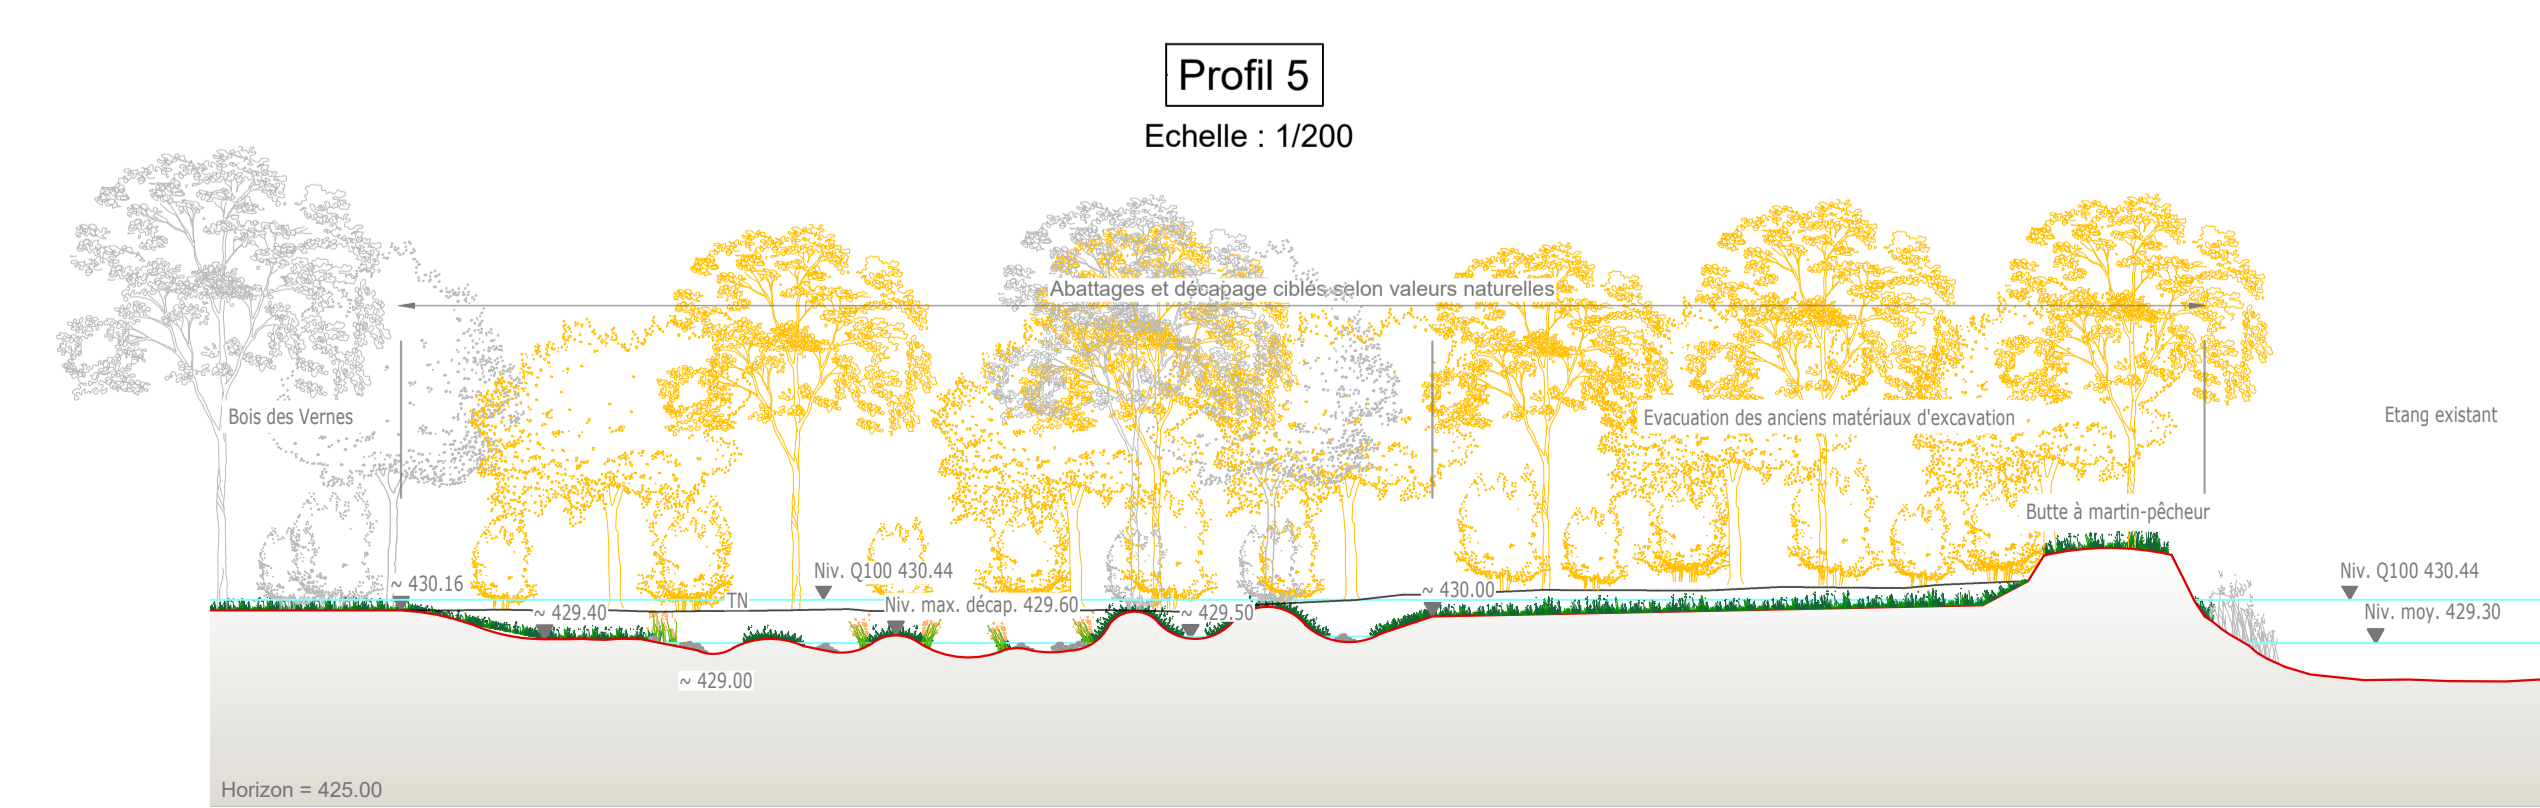 Profil 5
Echelle : 1/200
Abattages et décapage ciblés selon valeurs naturelles
Bois des Vernes
Evacuation des anciens matériaux d'excavation
Etang existant
Butte à martin-pêcheur
~ 430.16
Niv. Q100 430.44
~ 430.00
Niv. Q100 430.44
TN
~ 429.40
Niv. max. décap. 429.60
~ 429.50
Niv. moy. 429.30
~ 429.00
Horizon = 425.00